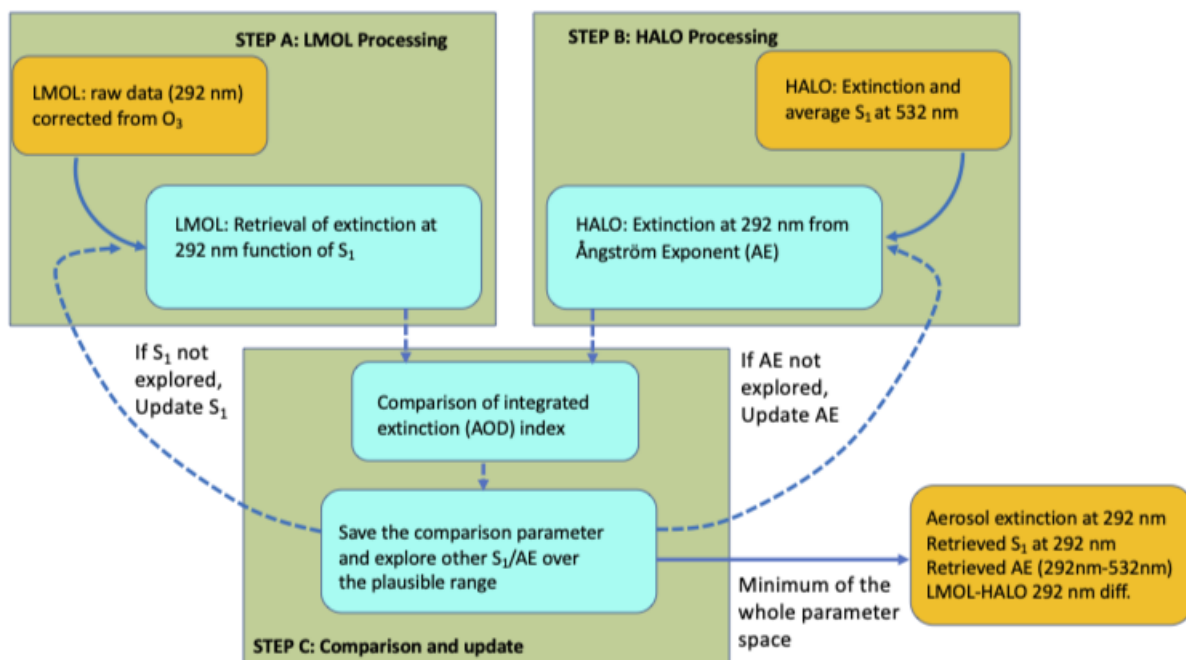 STEP A: LMOL Processing
LMOL: raw data (292 nm)
corrected from O₃
LMOL: Retrieval of extinction at
292 nm function of S₁
STEP B: HALO Processing
HALO: Extinction and
average S₁ at 532 nm
HALO: Extinction at 292 nm from
Ångström Exponent (AE)
If S₁ not
explored,
Update S₁
Comparison of integrated
extinction (AOD) index
If AE not
explored,
Update AE
Save the comparison parameter
and explore other S₁/AE over
the plausible range
STEP C: Comparison and update
Minimum of the
whole parameter
space
Aerosol extinction at 292 nm
Retrieved S₁ at 292 nm
Retrieved AE (292nm-532nm)
LMOL-HALO 292 nm diff.